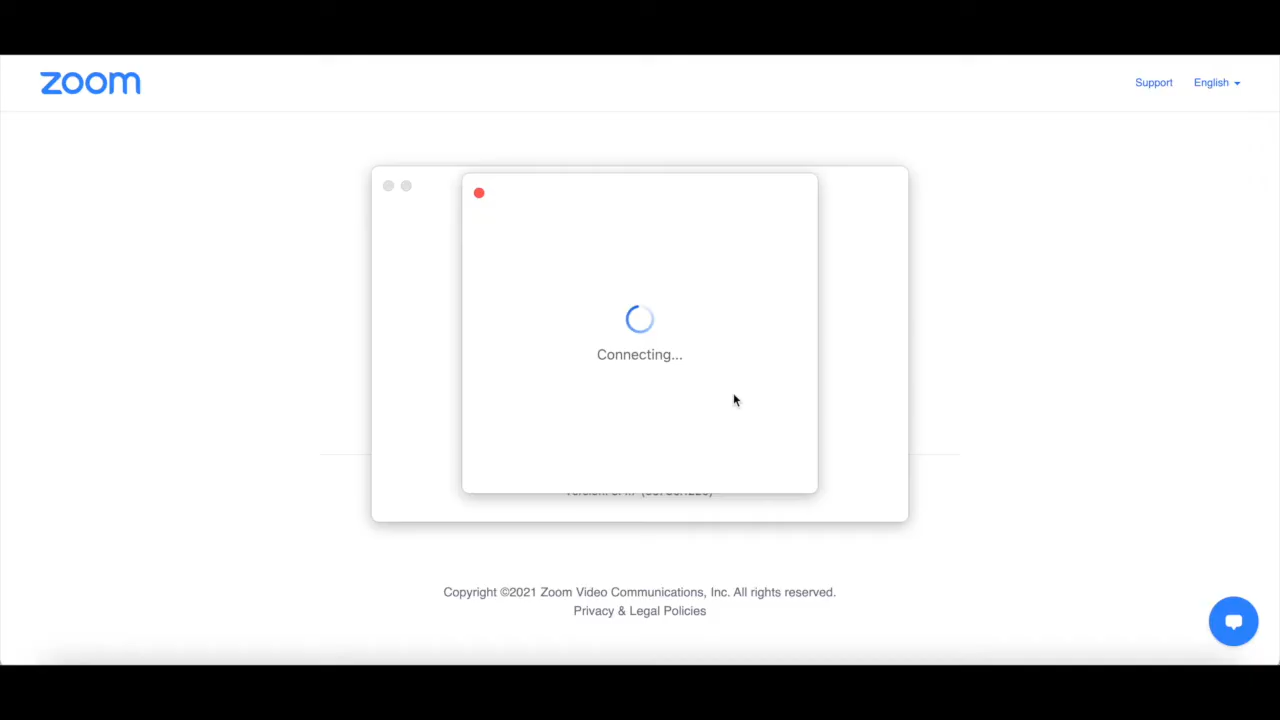 zoom
Support
English
Connecting...
Copyright ©2021 Zoom Video Communications, Inc. All rights reserved.
Privacy & Legal Policies